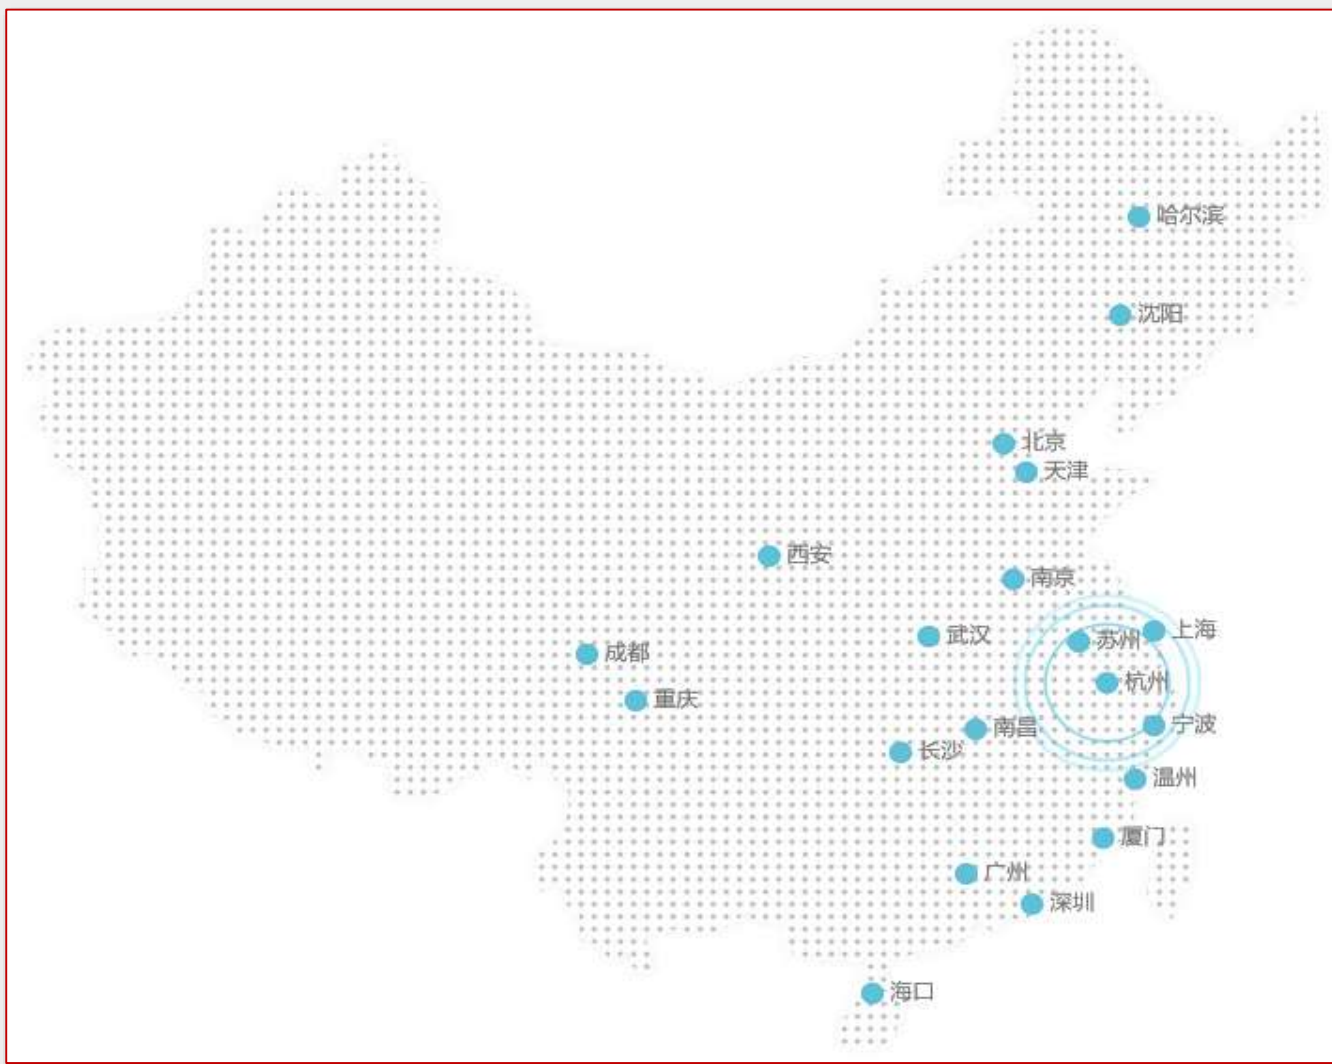 哈尔滨
沈阳
北京
天津
西安
南京
上海
武汉
苏州
成都
杭州
重庆
宁波
南昌
长沙
温州
厦门
广州
深圳
海口